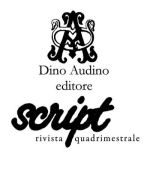 Dino Audino
editore
script
rivista quadrimestrale